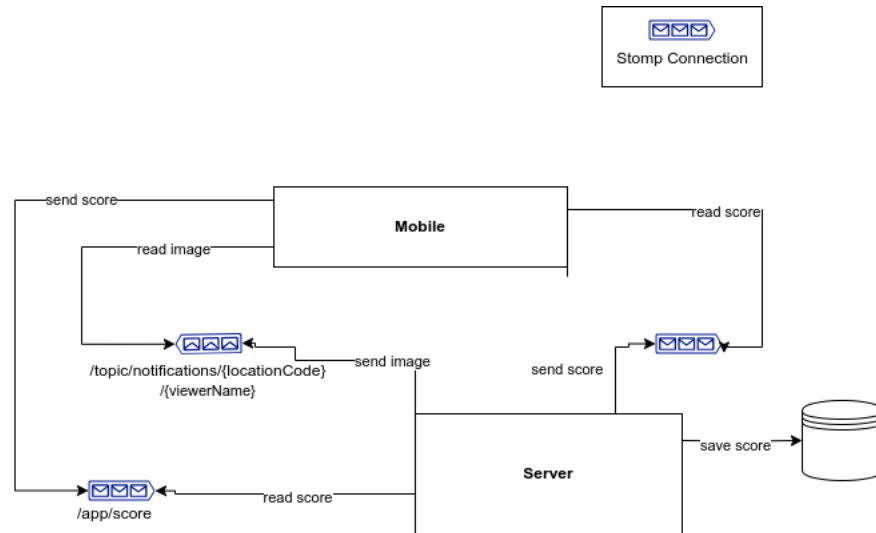 Stomp Connection
send score
Mobile
read score
read image
/topic/notifications/{locationCode}
/{viewerName}
send image
send score
save score
Server
read score
/app/score